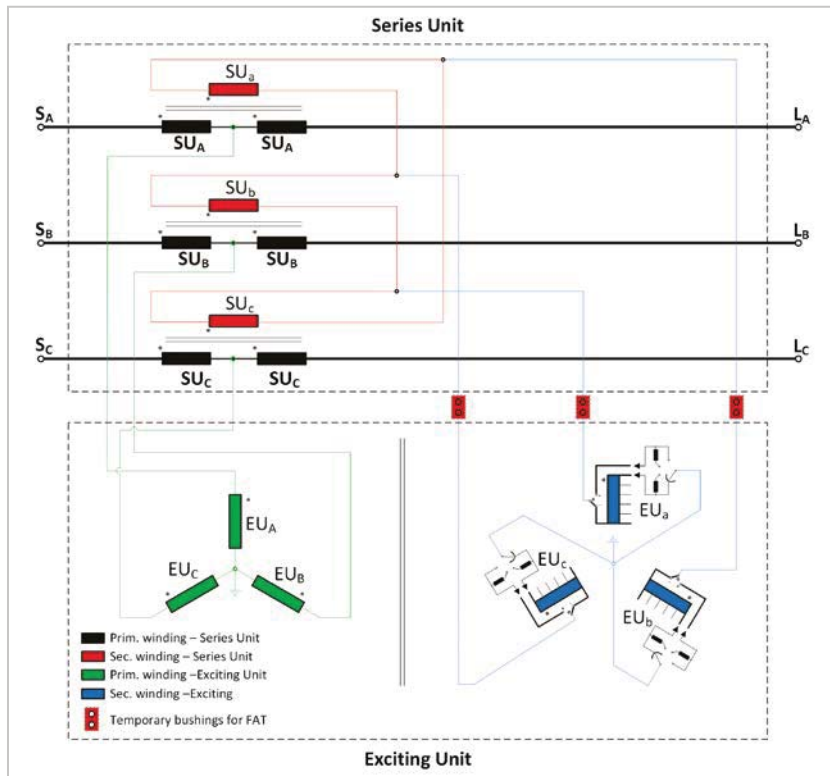 Series Unit
SUa
SA
LA
SUA
SUA
SUb
SB
LB
SUB
SUB
SUc
SC
LC
SUC
SUC
EUA
EUa
EUC
EUB
EUc
EUb
Prim. winding – Series Unit
Sec. winding – Series Unit
Prim. winding –Exciting Unit
Sec. winding –Exciting
Temporary bushings for FAT
Exciting Unit